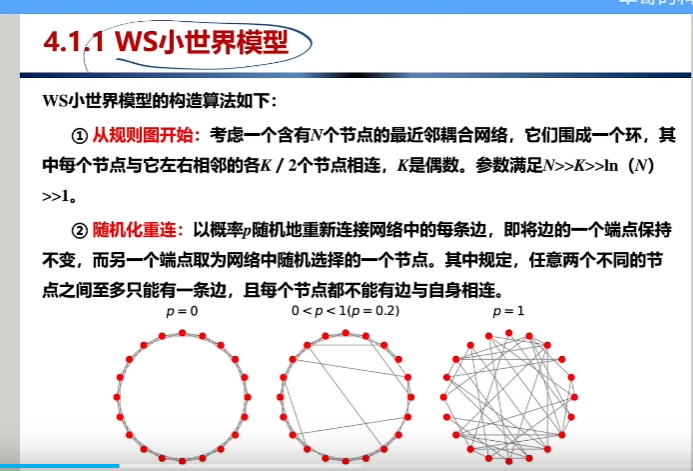 4.1.1 WS小世界模型
WS小世界模型的构造算法如下：
① 从规则图开始：考虑一个含有N个节点的最近邻耦合网络，它们围成一个环，其
中每个节点与它左右相邻的各K / 2个节点相连，K是偶数。参数满足N>>K>>ln（N）
>>1。
② 随机化重连：以概率p随机地重新连接网络中的每条边，即将边的一个端点保持
不变，而另一个端点取为网络中随机选择的一个节点。其中规定，任意两个不同的节
点之间至多只能有一条边，且每个节点都不能有边与自身相连。
p = 0
0 < p < 1(p = 0.2)
p = 1